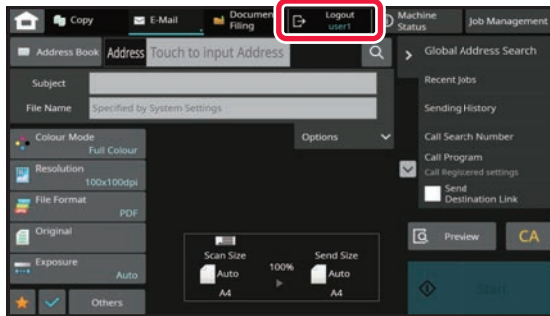 Copy
E-Mail
Documen
Filing
Logout
user1
Machine
Status
Job Management
Address Book
Address
Touch to input Address
Global Address Search
Subject
Recent Jobs
File Name
Specified by System Settings
Sending History
Colour Mode
Full Colour
Options
Call Search Number
Resolution
100x100dpi
Call Program
Call Registered settings
File Format
PDF
Send
Destination Link
Original
Preview
CA
Scan Size
Send Size
Exposure
Auto
Auto
100%
Auto
A4
A4
Others
Start